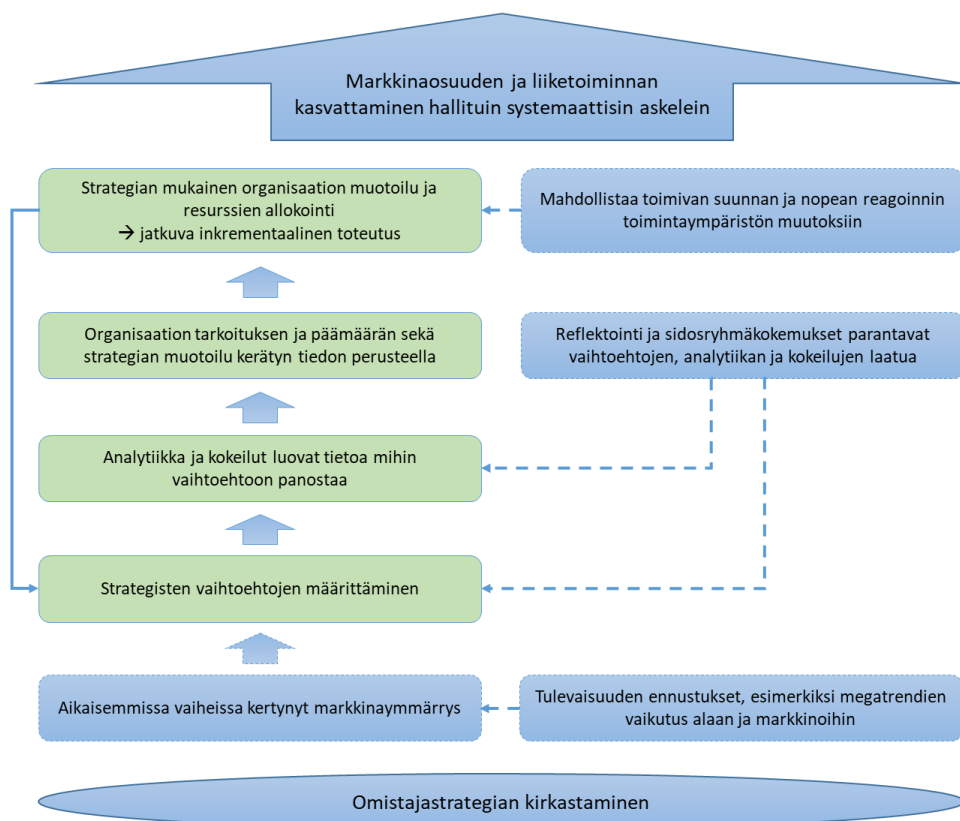 Markkinaosuuden ja liiketoiminnan
kasvattaminen hallituin systemaattisin askelein
Strategian mukainen organisaation muotoilu ja
resurssien allokointi
→ jatkuva inkrementaalinen toteutus
Mahdollistaa toimivan suunnan ja nopean reagoinnin
toimintaympäristön muutoksiin
Organisaation tarkoituksen ja päämäärän sekä
strategian muotoilu kerätyn tiedon perusteella
Reflektointi ja sidosryhmäkokemukset parantavat
vaihtoehtojen, analytiikan ja kokeilujen laatua
Analytiikka ja kokeilut luovat tietoa mihin
vaihtoehtoon panostaa
Strategisten vaihtoehtojen määrittäminen
Aikaisemmissa vaiheissa kertynyt markkinaymmärrys
Tulevaisuuden ennustukset, esimerkiksi megatrendien
vaikutus alaan ja markkinoihin
Omistajastrategian kirkastaminen